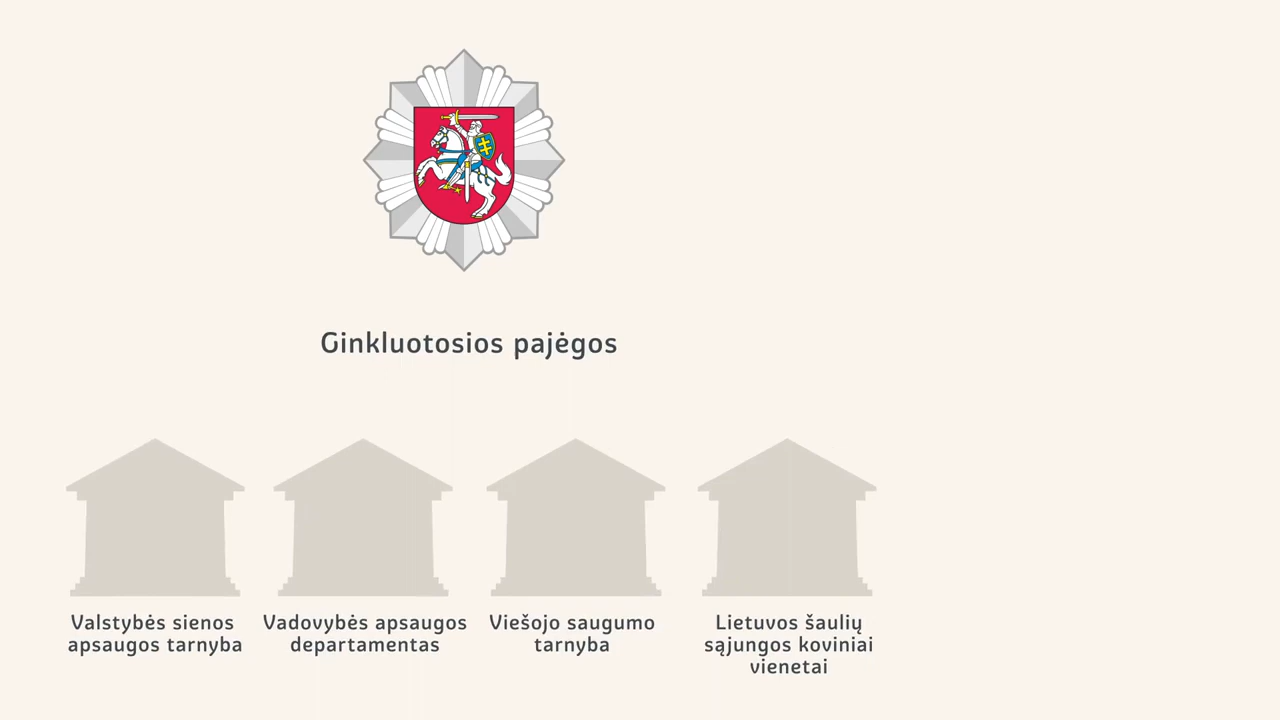 Ginkluotosios pajėgos
Valstybės sienos
apsaugos tarnyba
Vadovybės apsaugos
departamentas
Viešojo saugumo
tarnyba
Lietuvos šaulių
sąjungos koviniai
vienetai